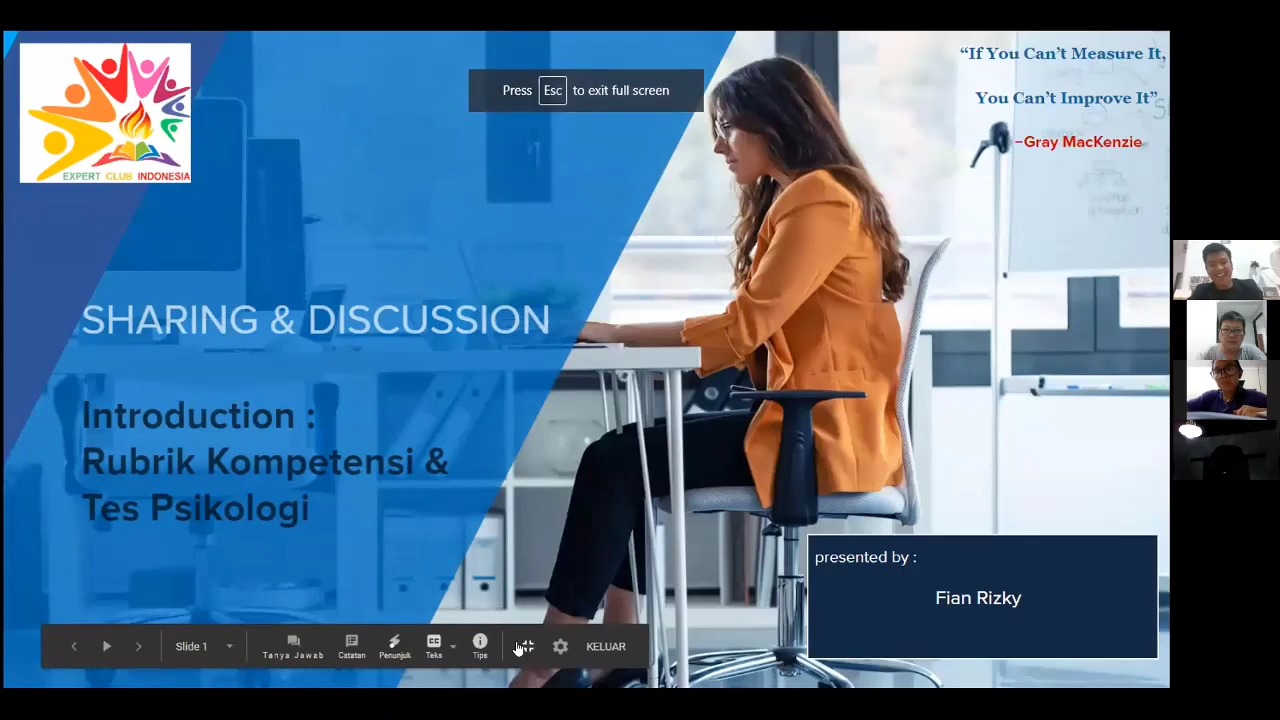 EXPERT CLUB INDONESIA
Press Esc to exit full screen
“If You Can’t Measure It,
You Can’t Improve It”
–Gray MacKenzie
SHARING & DISCUSSION
Introduction :
Rubrik Kompetensi &
Tes Psikologi
presented by :
Fian Rizky
Slide 1
Tanya Jawab
Catatan
Penunjuk
Teks
Tips
KELUAR